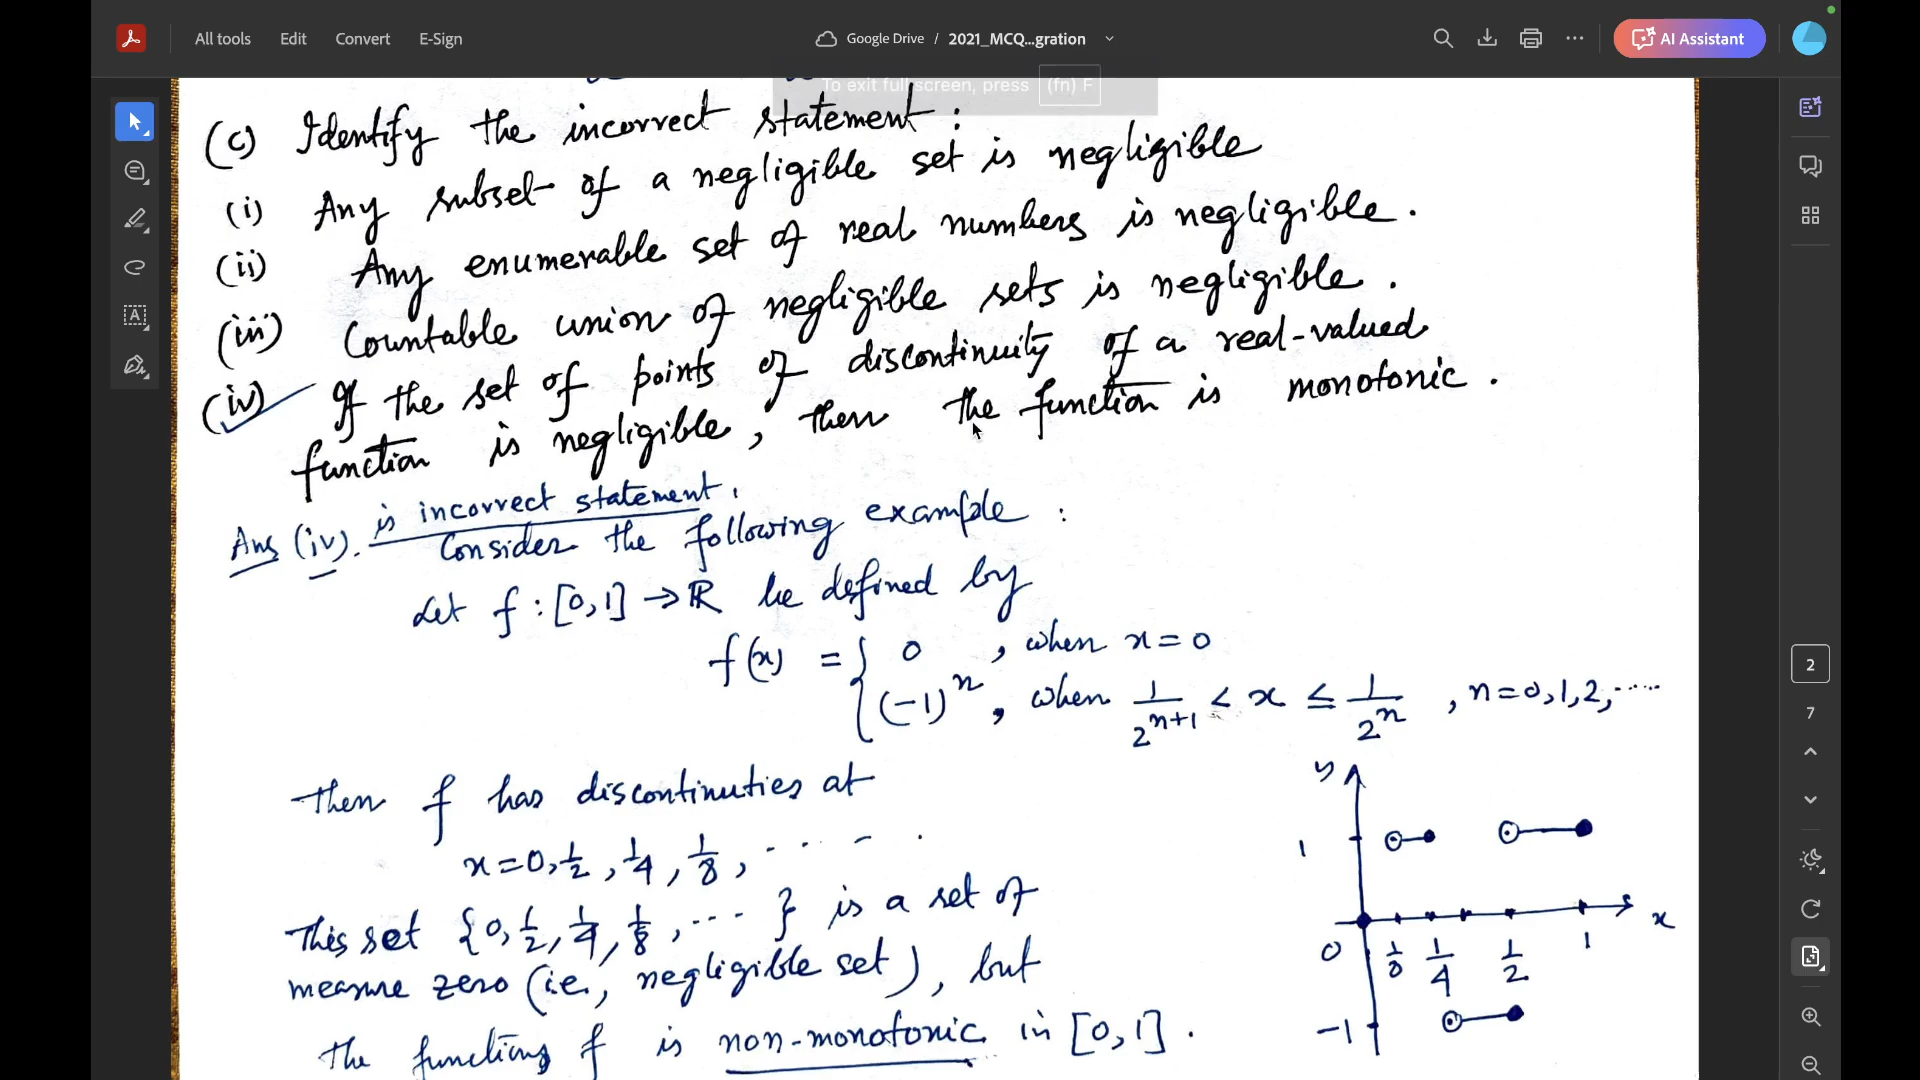 All tools Edit Convert E-Sign Google Drive / 2021_MCQ...gration AI Assistant
To exit full screen, press (fn) F
(c) Identify the incorrect statement :
(i) Any subset of a negligible set is negligible
(ii) Any enumerable set of real numbers is negligible.
(iii) Countable union of negligible sets is negligible.
(iv) If the set of points of discontinuity of a real-valued
function is negligible, then the function is monotonic.
Ans (iv). is incorrect statement.
Consider the following example :
Let f : [0,1] → ℝ be defined by
f(x) = { 0 , when x = 0
(-1)^n , when 1/2^{n+1} < x ≤ 1/2^n , n = 0,1,2,.....
Then f has discontinuties at
x = 0, 1/2, 1/4, 1/8, . . . .
This set {0, 1/2, 1/4, 1/8, ....} is a set of
measure zero (i.e., negligible set), but
the functions f is non-monotonic in [0,1].
y
1
0 1/8 1/4 1/2 1 x
-1
2
7